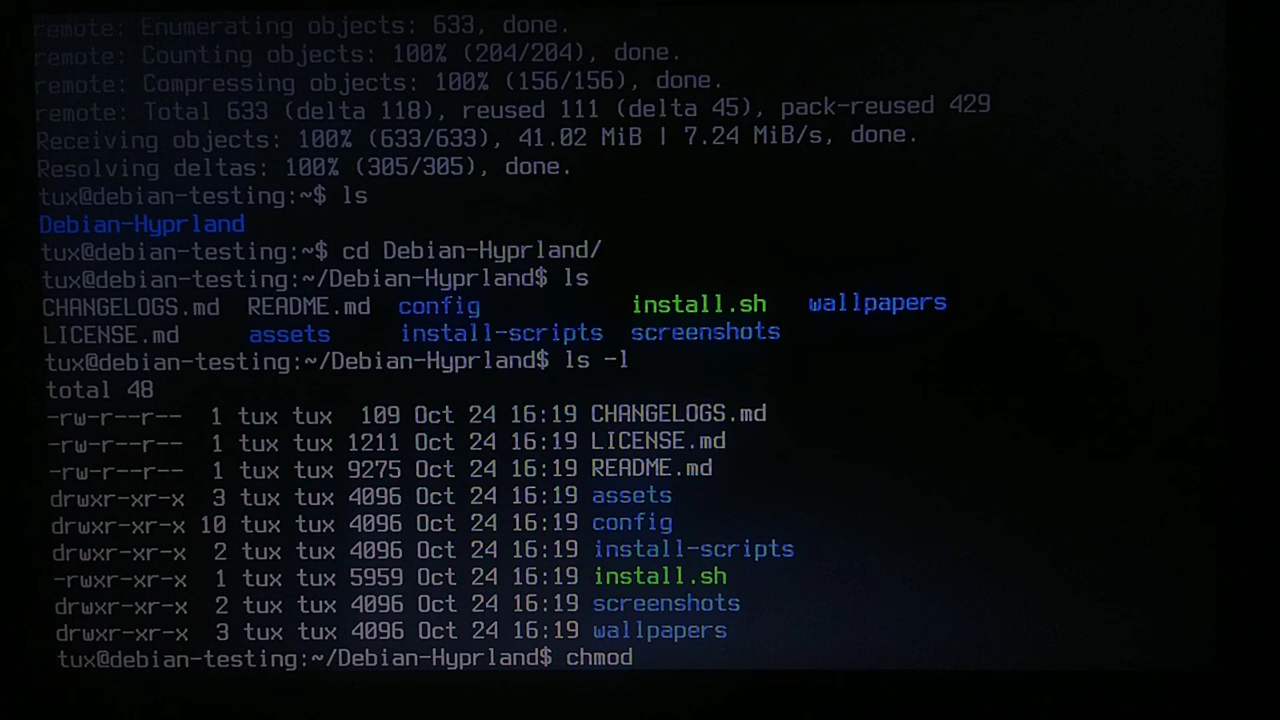 remote: Enumerating objects: 633, done.
remote: Counting objects: 100% (204/204), done.
remote: Compressing objects: 100% (156/156), done.
remote: Total 633 (delta 118), reused 111 (delta 45), pack-reused 429
Receiving objects: 100% (633/633), 41.02 MiB | 7.24 MiB/s, done.
Resolving deltas: 100% (305/305), done.
tux@debian-testing:~$ ls
Debian-Hyprland
tux@debian-testing:~$ cd Debian-Hyprland/
tux@debian-testing:~/Debian-Hyprland$ ls
CHANGELOGS.md  README.md  config           install.sh   wallpapers
LICENSE.md     assets     install-scripts  screenshots
tux@debian-testing:~/Debian-Hyprland$ ls -l
total 48
-rw-r--r--  1 tux tux  109 Oct 24 16:19 CHANGELOGS.md
-rw-r--r--  1 tux tux 1211 Oct 24 16:19 LICENSE.md
-rw-r--r--  1 tux tux 9275 Oct 24 16:19 README.md
drwxr-xr-x  3 tux tux 4096 Oct 24 16:19 assets
drwxr-xr-x 10 tux tux 4096 Oct 24 16:19 config
drwxr-xr-x  2 tux tux 4096 Oct 24 16:19 install-scripts
-rwxr-xr-x  1 tux tux 5959 Oct 24 16:19 install.sh
drwxr-xr-x  2 tux tux 4096 Oct 24 16:19 screenshots
drwxr-xr-x  3 tux tux 4096 Oct 24 16:19 wallpapers
tux@debian-testing:~/Debian-Hyprland$ chmod